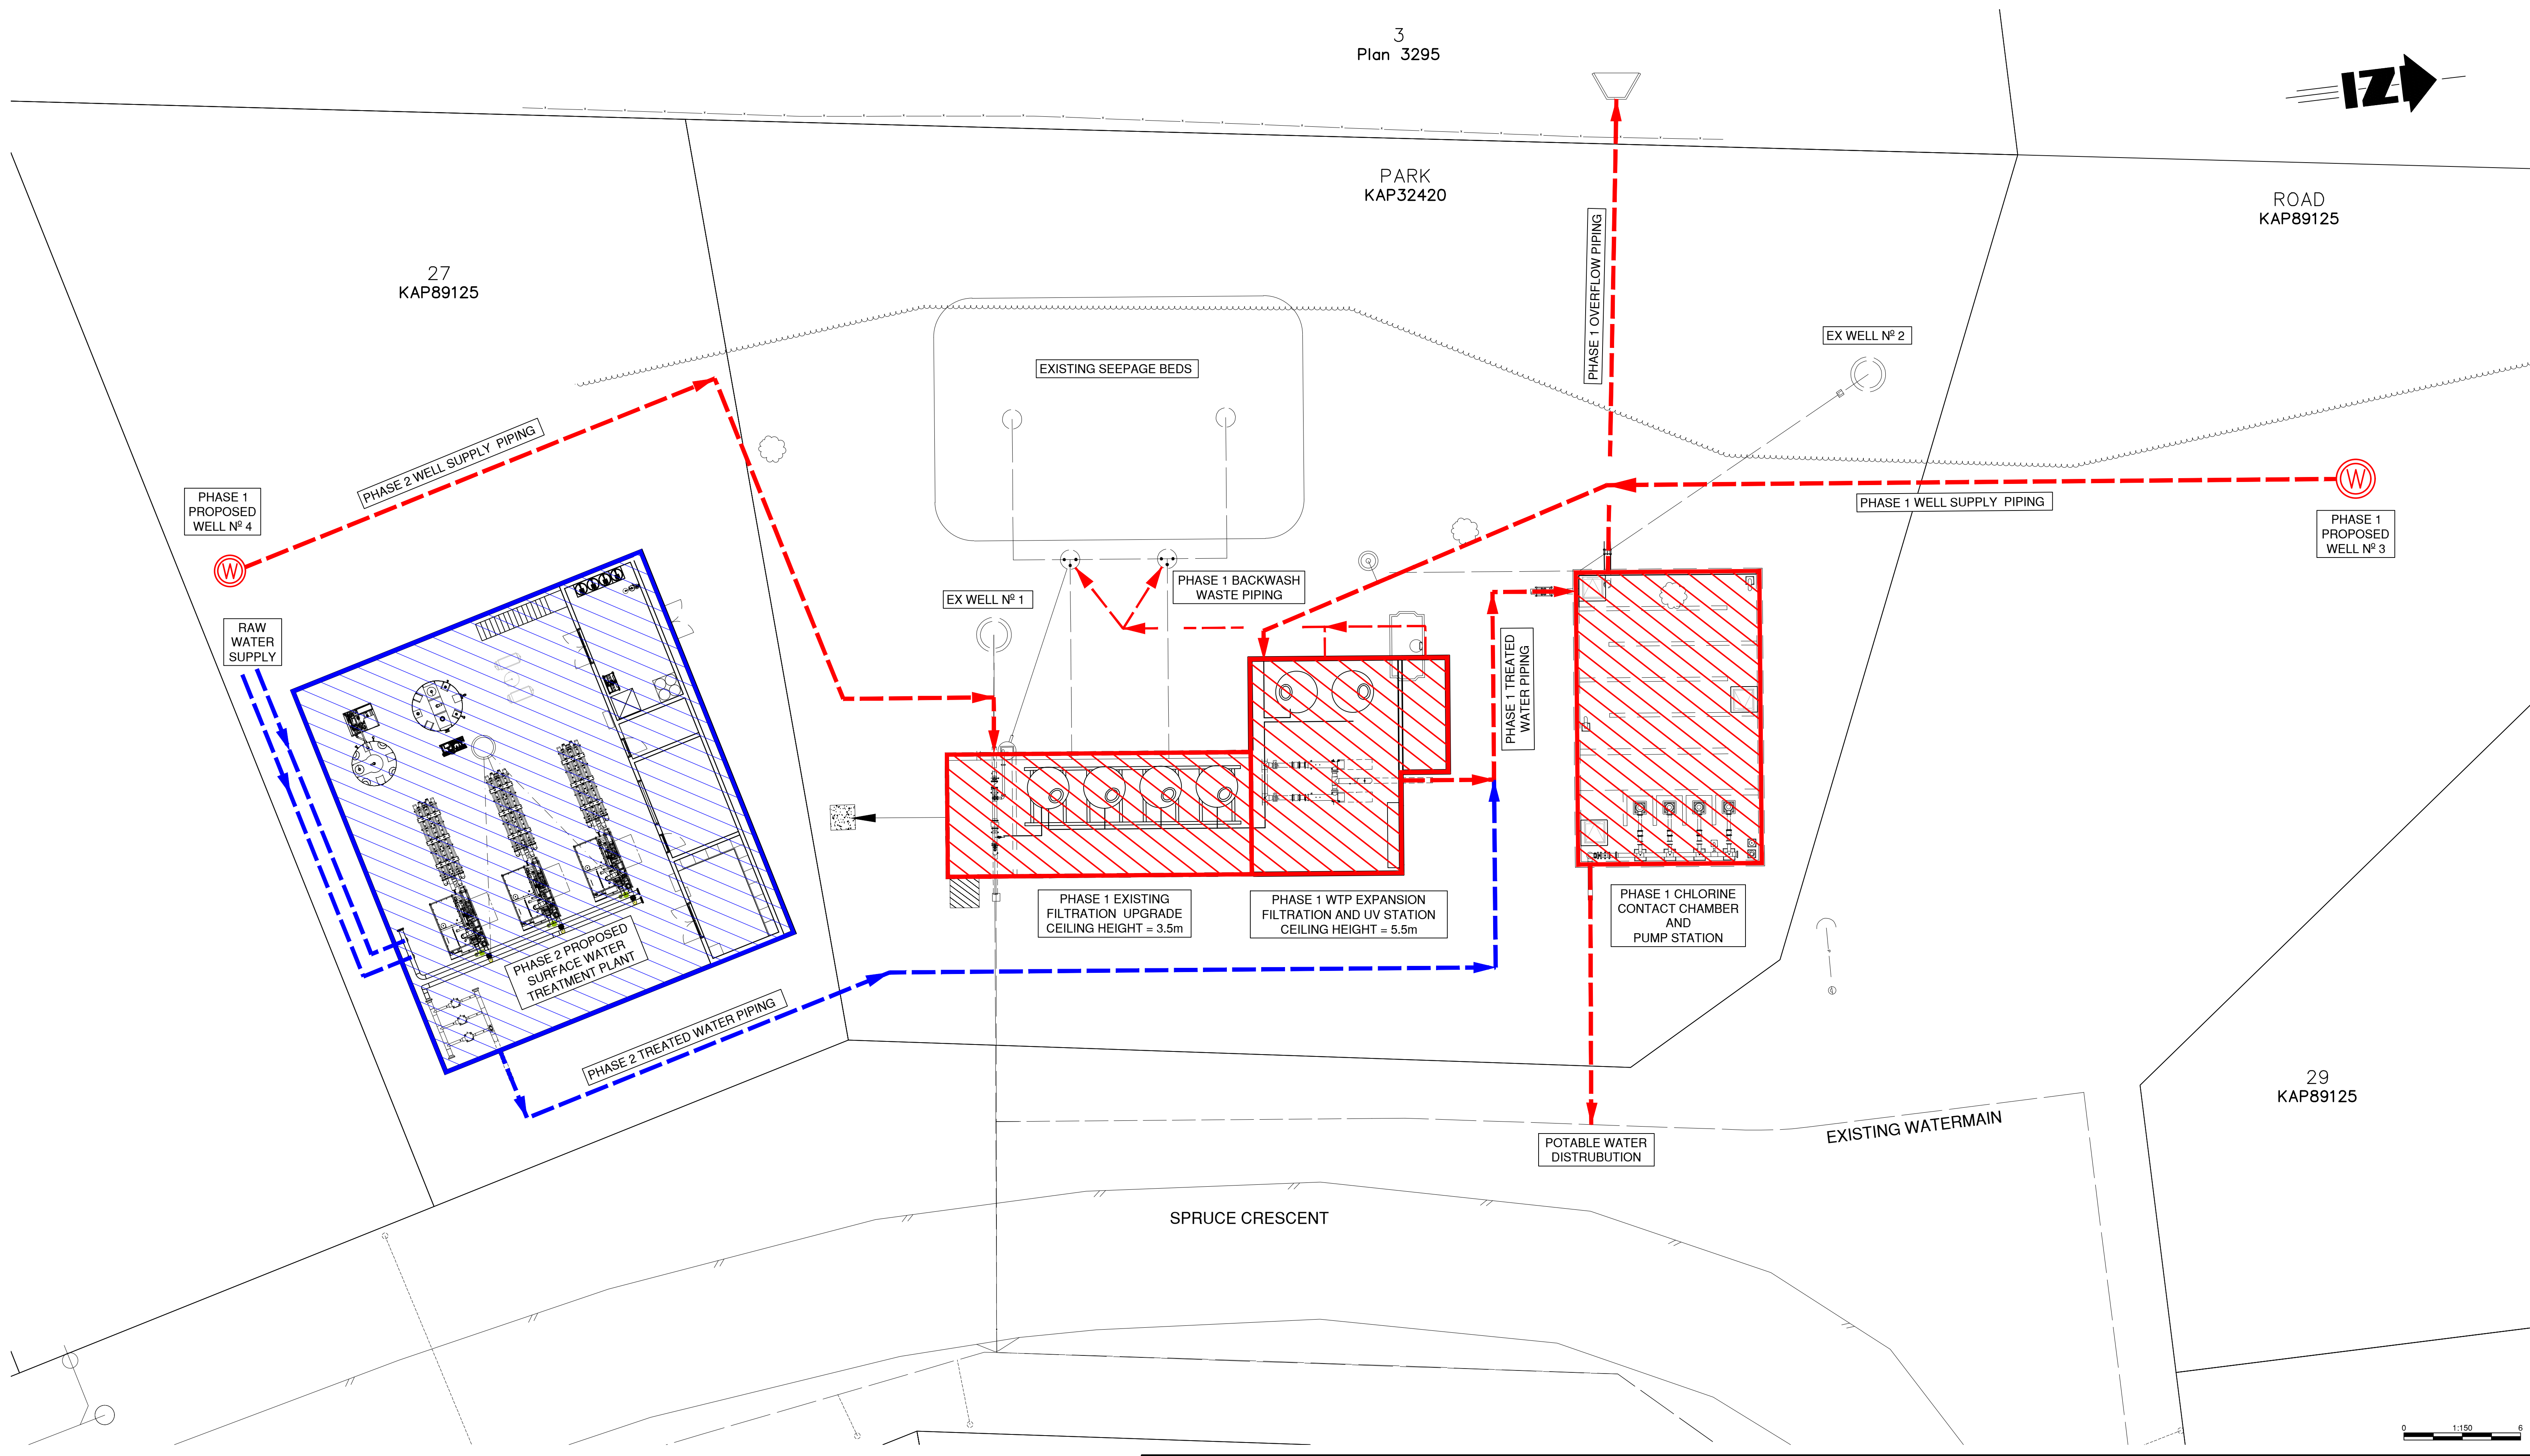 3
Plan 3295
N
PARK
KAP32420
ROAD
KAP89125
27
KAP89125
PHASE 1 OVERFLOW PIPING
EX WELL Nº 2
EXISTING SEEPAGE BEDS
PHASE 2 WELL SUPPLY PIPING
PHASE 1
PROPOSED
WELL Nº 4
W
PHASE 1 WELL SUPPLY PIPING
W
PHASE 1
PROPOSED
WELL Nº 3
PHASE 1 BACKWASH
WASTE PIPING
EX WELL Nº 1
RAW
WATER
SUPPLY
PHASE 1 TREATED
WATER PIPING
PHASE 1 EXISTING
FILTRATION UPGRADE
CEILING HEIGHT = 3.5m
PHASE 1 WTP EXPANSION
FILTRATION AND UV STATION
CEILING HEIGHT = 5.5m
PHASE 1 CHLORINE
CONTACT CHAMBER
AND
PUMP STATION
PHASE 2 PROPOSED
SURFACE WATER
TREATMENT PLANT
PHASE 2 TREATED WATER PIPING
29
KAP89125
EXISTING WATERMAIN
POTABLE WATER
DISTRUBUTION
SPRUCE CRESCENT
0 1:150 6